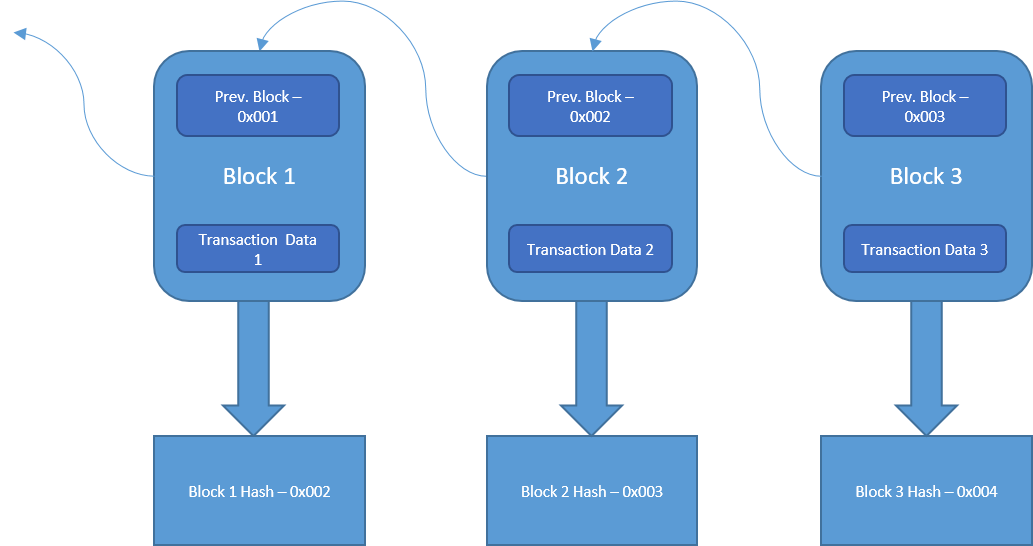 Prev. Block –
0x001
Block 1
Transaction Data
1
Block 1 Hash – 0x002
Prev. Block –
0x002
Block 2
Transaction Data 2
Block 2 Hash – 0x003
Prev. Block –
0x003
Block 3
Transaction Data 3
Block 3 Hash – 0x004